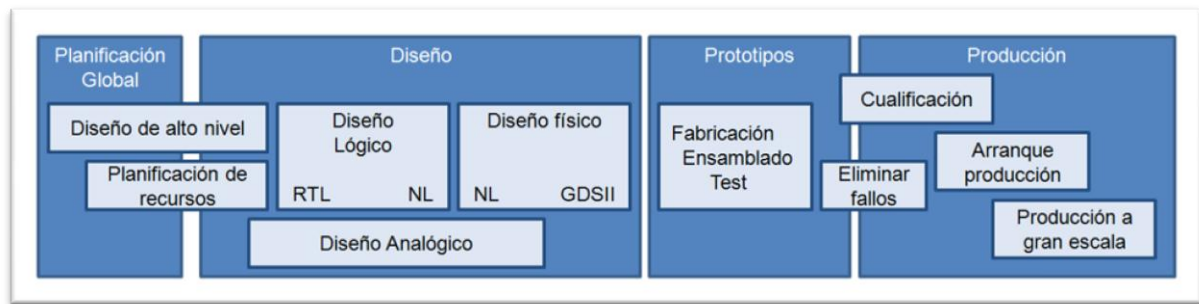 Planificación
Global
Diseño de alto nivel
Planificación de
recursos
Diseño
Diseño
Lógico
RTL NL
Diseño físico
NL GDSII
Diseño Analógico
Prototipos
Fabricación
Ensamblado
Test
Eliminar
fallos
Producción
Cualificación
Arranque
producción
Producción a
gran escala